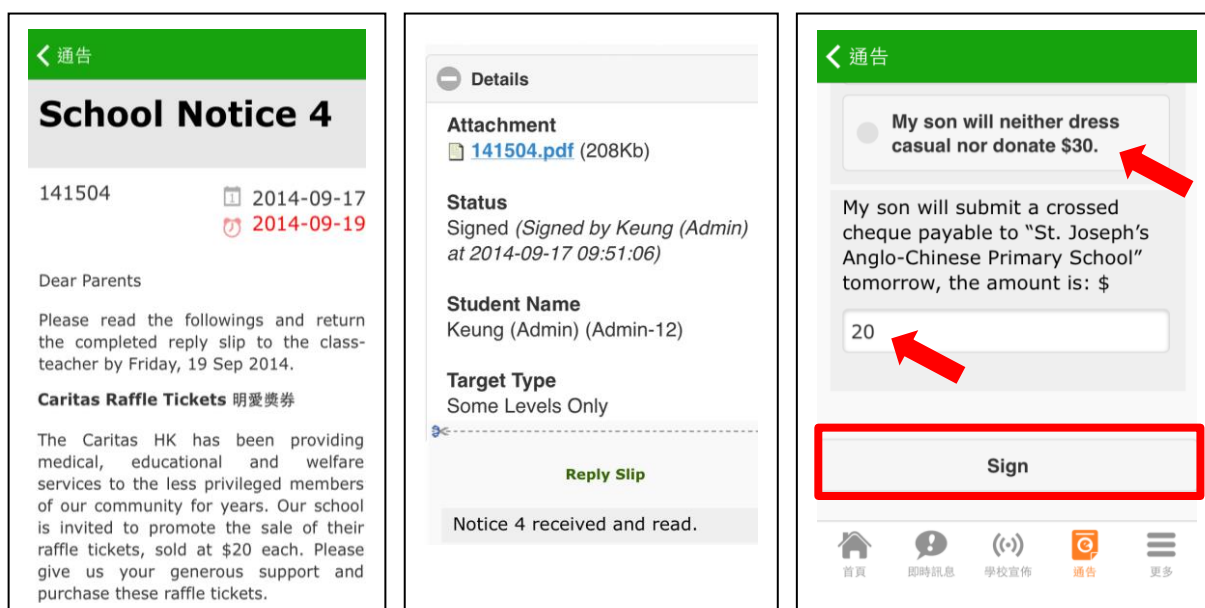 通告
School Notice 4
141504
2014-09-17
2014-09-19
Dear Parents
Please read the followings and return
the completed reply slip to the class-
teacher by Friday, 19 Sep 2014.
Caritas Raffle Tickets 明愛獎券
The Caritas HK has been providing
medical, educational and welfare
services to the less privileged members
of our community for years. Our school
is invited to promote the sale of their
raffle tickets, sold at $20 each. Please
give us your generous support and
purchase these raffle tickets.
Details
Attachment
141504.pdf (208Kb)
Status
Signed (Signed by Keung (Admin)
at 2014-09-17 09:51:06)
Student Name
Keung (Admin) (Admin-12)
Target Type
Some Levels Only
Reply Slip
Notice 4 received and read.
通告
My son will neither dress
casual nor donate $30.
My son will submit a crossed
cheque payable to “St. Joseph’s
Anglo-Chinese Primary School”
tomorrow, the amount is: $
20
Sign
首頁 即時訊息 學校宣佈 通告 更多